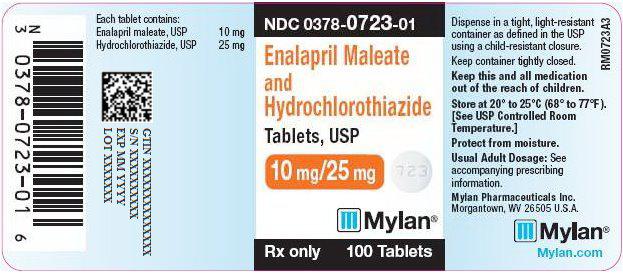 N
3 0378-0723-01 6
Each tablet contains:
Enalapril maleate, USP 10 mg
Hydrochlorothiazide, USP 25 mg
GTIN XXXXXXXXXXXXXX
S/N XXXXXXXXXX
EXP MM YYYY
LOT XXXXXXX
NDC 0378-0723-01
Enalapril Maleate
and
Hydrochlorothiazide
Tablets, USP
10 mg/25 mg
723
Mylan®
Rx only 100 Tablets
Dispense in a tight, light-resistant
container as defined in the USP
using a child-resistant closure.
Keep container tightly closed.
Keep this and all medication
out of the reach of children.
Store at 20° to 25°C (68° to 77°F).
[See USP Controlled Room
Temperature.]
Protect from moisture.
Usual Adult Dosage: See
accompanying prescribing
information.
Mylan Pharmaceuticals Inc.
Morgantown, WV 26505 U.S.A.
Mylan®
Mylan.com
RM0723A3